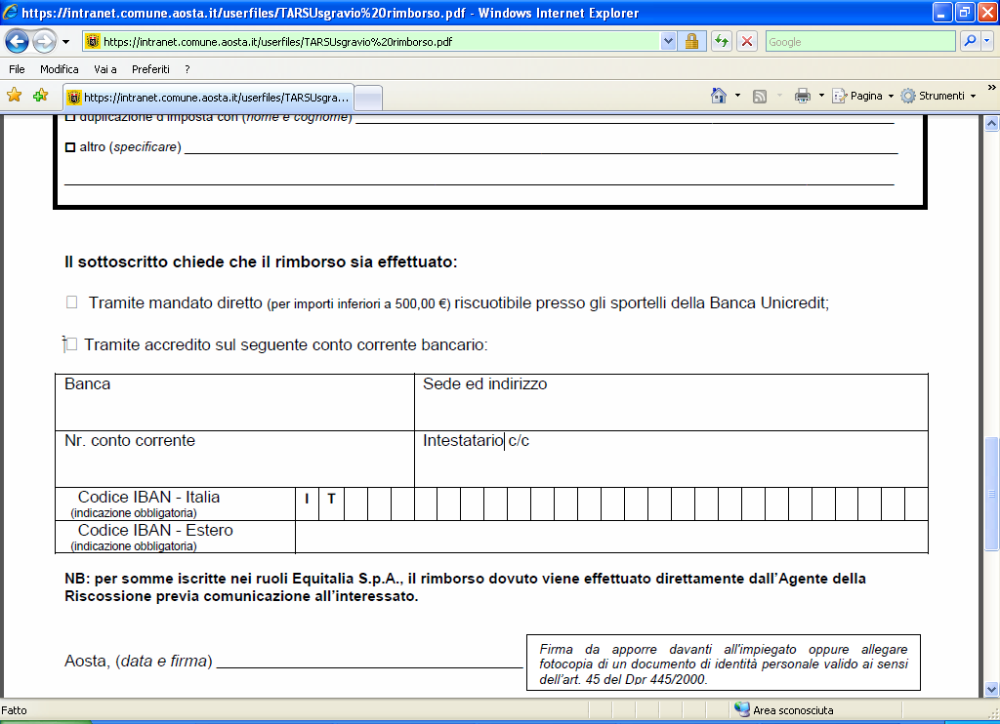 https://intranet.comune.aosta.it/userfiles/TARSUsgravio%20rimborso.pdf - Windows Internet Explorer
https://intranet.comune.aosta.it/userfiles/TARSUsgravio%20rimborso.pdf
Google
File Modifica Vai a Preferiti ?
https://intranet.comune.aosta.it/userfiles/TARSUsgra...
Pagina Strumenti »
duplicazione d'imposta con (nome e cognome)
altro (specificare)
Il sottoscritto chiede che il rimborso sia effettuato:
Tramite mandato diretto (per importi inferiori a 500,00 €) riscuotibile presso gli sportelli della Banca Unicredit;
Tramite accredito sul seguente conto corrente bancario:
Banca Sede ed indirizzo
Nr. conto corrente Intestatario c/c
Codice IBAN - Italia I T
(indicazione obbligatoria)
Codice IBAN - Estero
(indicazione obbligatoria)
NB: per somme iscritte nei ruoli Equitalia S.p.A., il rimborso dovuto viene effettuato direttamente dall'Agente della
Riscossione previa comunicazione all'interessato.
Aosta, (data e firma)
Firma da apporre davanti all'impiegato oppure allegare
fotocopia di un documento di identità personale valido ai sensi
dell'art. 45 del Dpr 445/2000.
Fatto Area sconosciuta